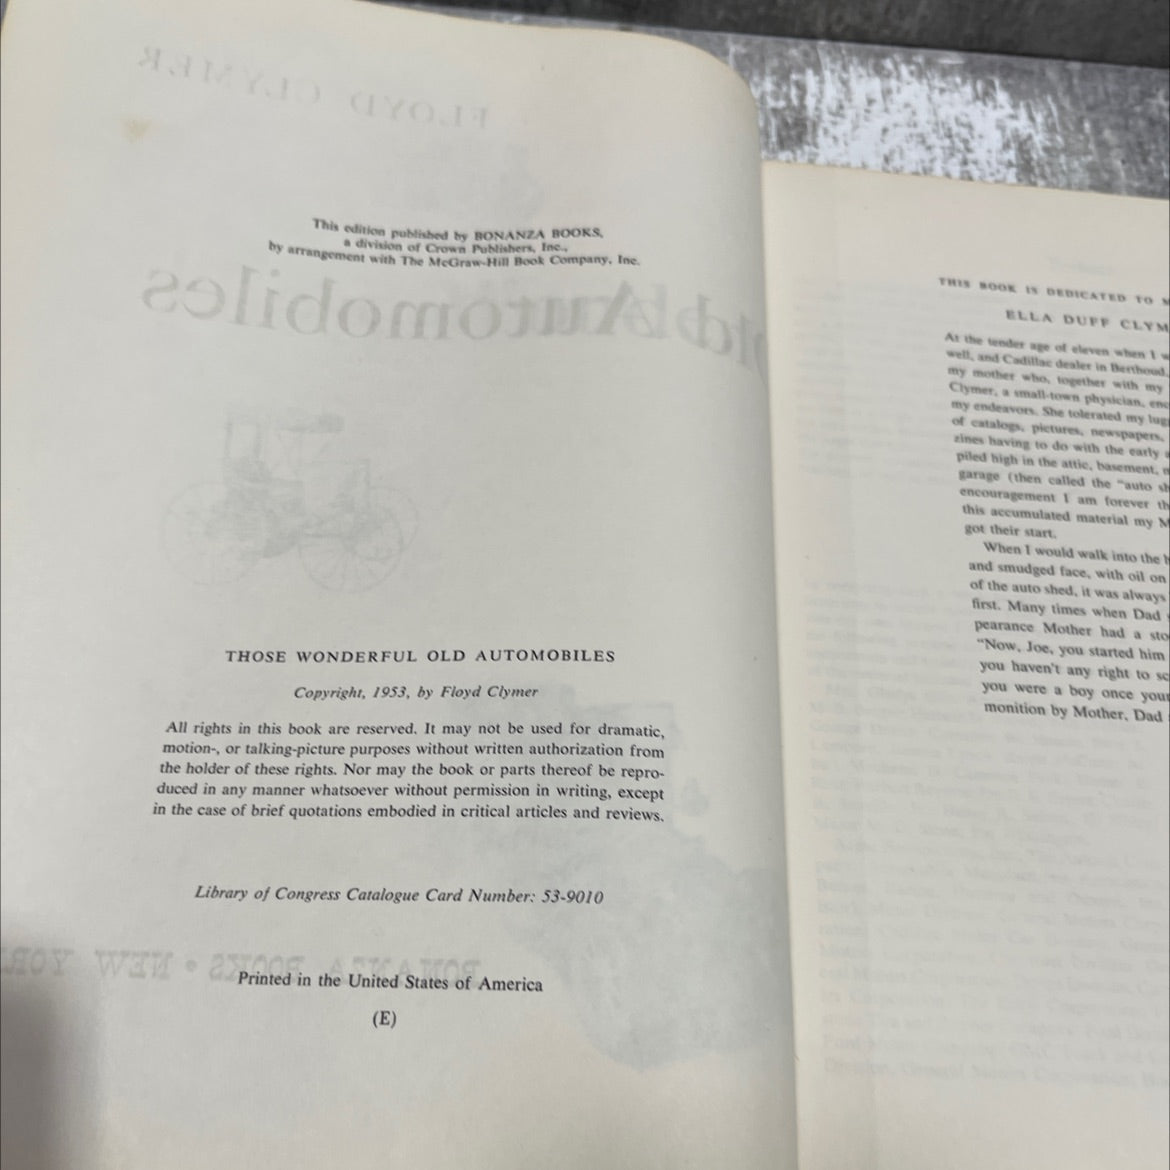 This edition published by BONANZA BOOKS,
a division of Crown Publishers, Inc.,
by arrangement with The McGraw-Hill Book Company, Inc.
THOSE WONDERFUL OLD AUTOMOBILES
Copyright, 1953, by Floyd Clymer
All rights in this book are reserved. It may not be used for dramatic,
motion-, or talking-picture purposes without written authorization from
the holder of these rights. Nor may the book or parts thereof be repro-
duced in any manner whatsoever without permission in writing, except
in the case of brief quotations embodied in critical articles and reviews.
Library of Congress Catalogue Card Number: 53-9010
Printed in the United States of America
(E)
THIS BOOK IS DEDICATED TO
ELLA DUFF CLYM
At the tender age of eleven when I
well, and Cadillac dealer in Berthoud,
my mother who, together with my
Clymer, a small-town physician, enc
my endeavors. She tolerated my lug
of catalogs, pictures, newspapers,
zines having to do with the early
piled high in the attic, basement,
garage (then called the "auto sh
encouragement I am forever th
this accumulated material my M
got their start.
When I would walk into the
and smudged face, with oil on
of the auto shed, it was always
first. Many times when Dad
pearance Mother had a sto
"Now, Joe, you started him
you haven't any right to sc
you were a boy once your
monition by Mother, Dad